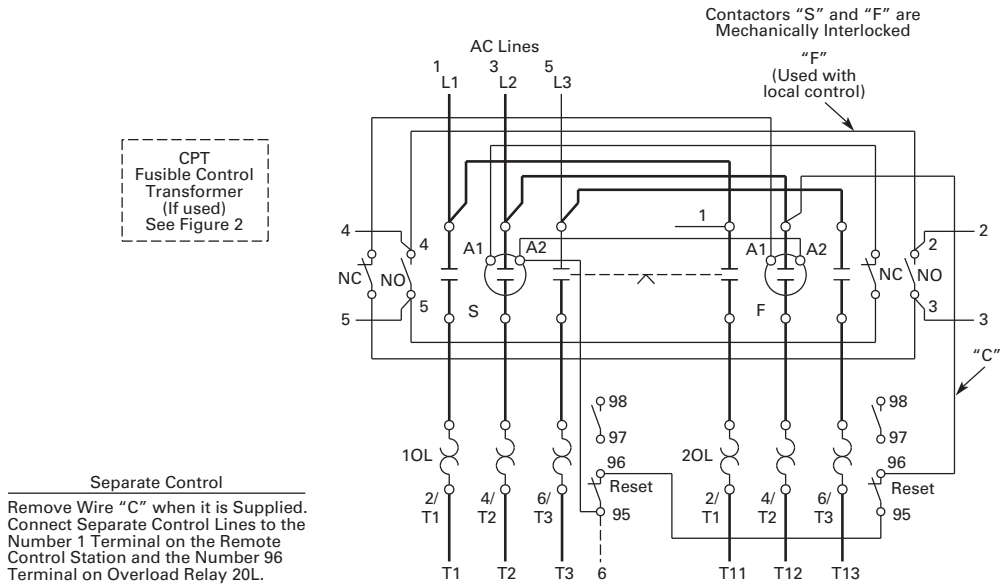 Contactors “S” and “F” are
Mechanically Interlocked
“F”
(Used with
local control)
AC Lines
1 3 5
L1 L2 L3
CPT
Fusible Control
Transformer
(If used)
See Figure 2
1
4 4 A1 A2 A1 A2 2 2
NC NO NC NO
5 5 S F 3 3
“C”
98 98
97 97
1OL 96 2OL 96
Reset Reset
2/ 4/ 6/ 95 2/ 4/ 6/ 95
T1 T2 T3 T1 T2 T3
T1 T2 T3 6 T11 T12 T13
Separate Control
Remove Wire “C” when it is Supplied.
Connect Separate Control Lines to the
Number 1 Terminal on the Remote
Control Station and the Number 96
Terminal on Overload Relay 20L.